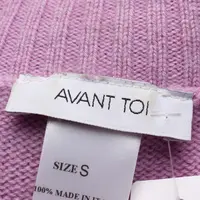 AVANT TOI
SIZE S
100% MADE IN